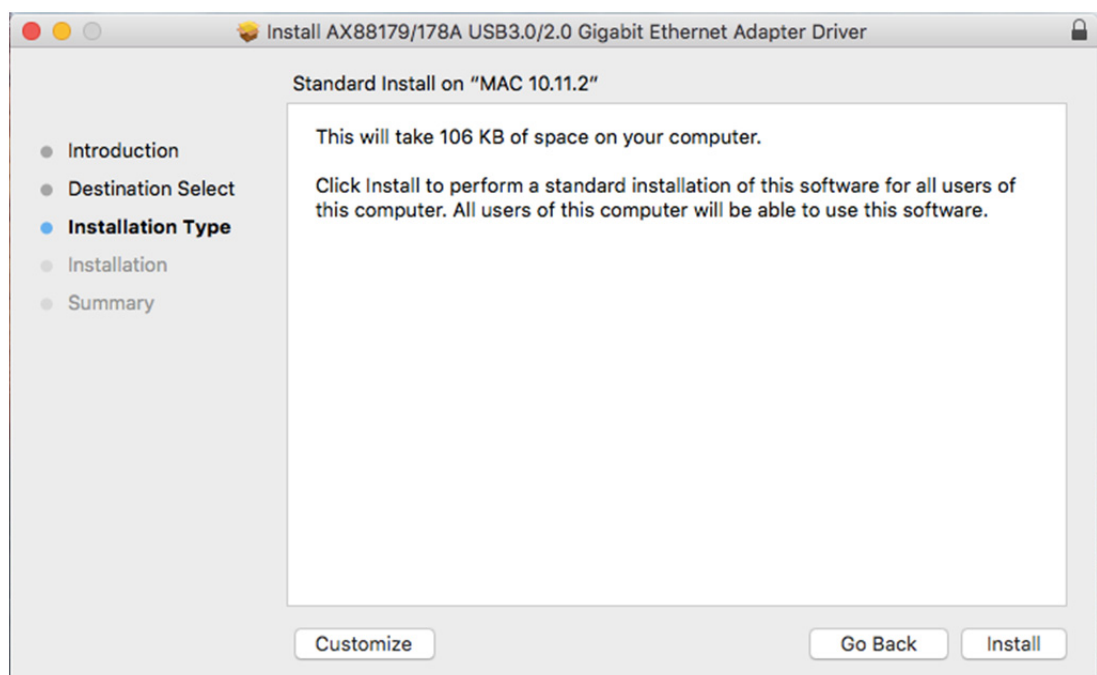 Install AX88179/178A USB3.0/2.0 Gigabit Ethernet Adapter Driver
Standard Install on “MAC 10.11.2”
Introduction
Destination Select
Installation Type
Installation
Summary
This will take 106 KB of space on your computer.
Click Install to perform a standard installation of this software for all users of
this computer. All users of this computer will be able to use this software.
Customize
Go Back
Install